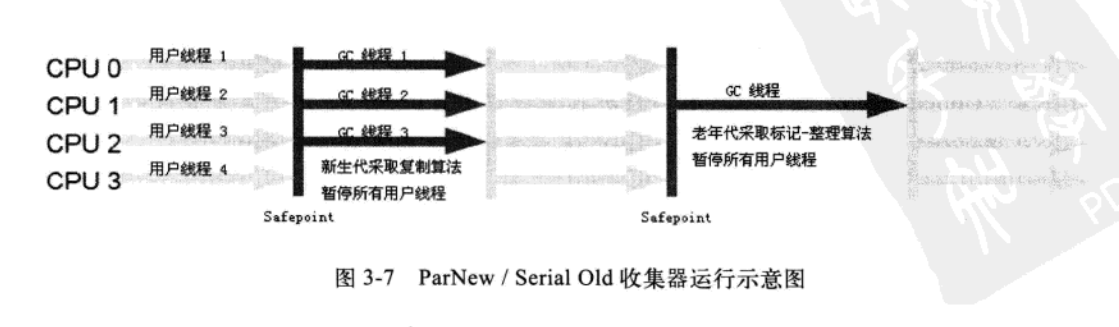 CPU 0 用户线程 1 GC 线程 1
CPU 1 用户线程 2 GC 线程 2 GC 线程
CPU 2 用户线程 3 GC 线程 3 老年代采取标记-整理算法
CPU 3 用户线程 4 新生代采取复制算法 暂停所有用户线程
暂停所有用户线程
Safepoint Safepoint
图 3-7 ParNew / Serial Old 收集器运行示意图
PD